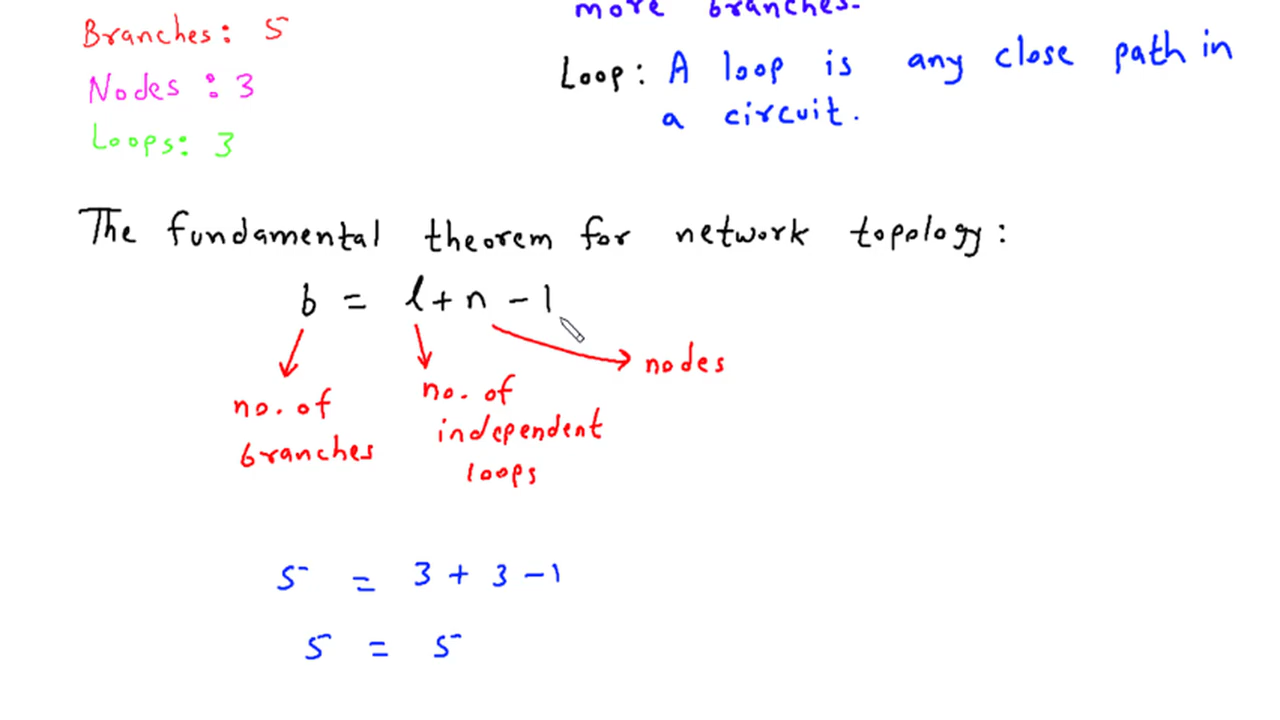 more branches.
Branches: 5
Nodes : 3
Loops: 3
Loop: A loop is any close path in
a circuit.
The fundamental theorem for network topology:
b = l + n - 1
nodes
no. of
branches
no. of
independent
loops
5 = 3 + 3 - 1
5 = 5